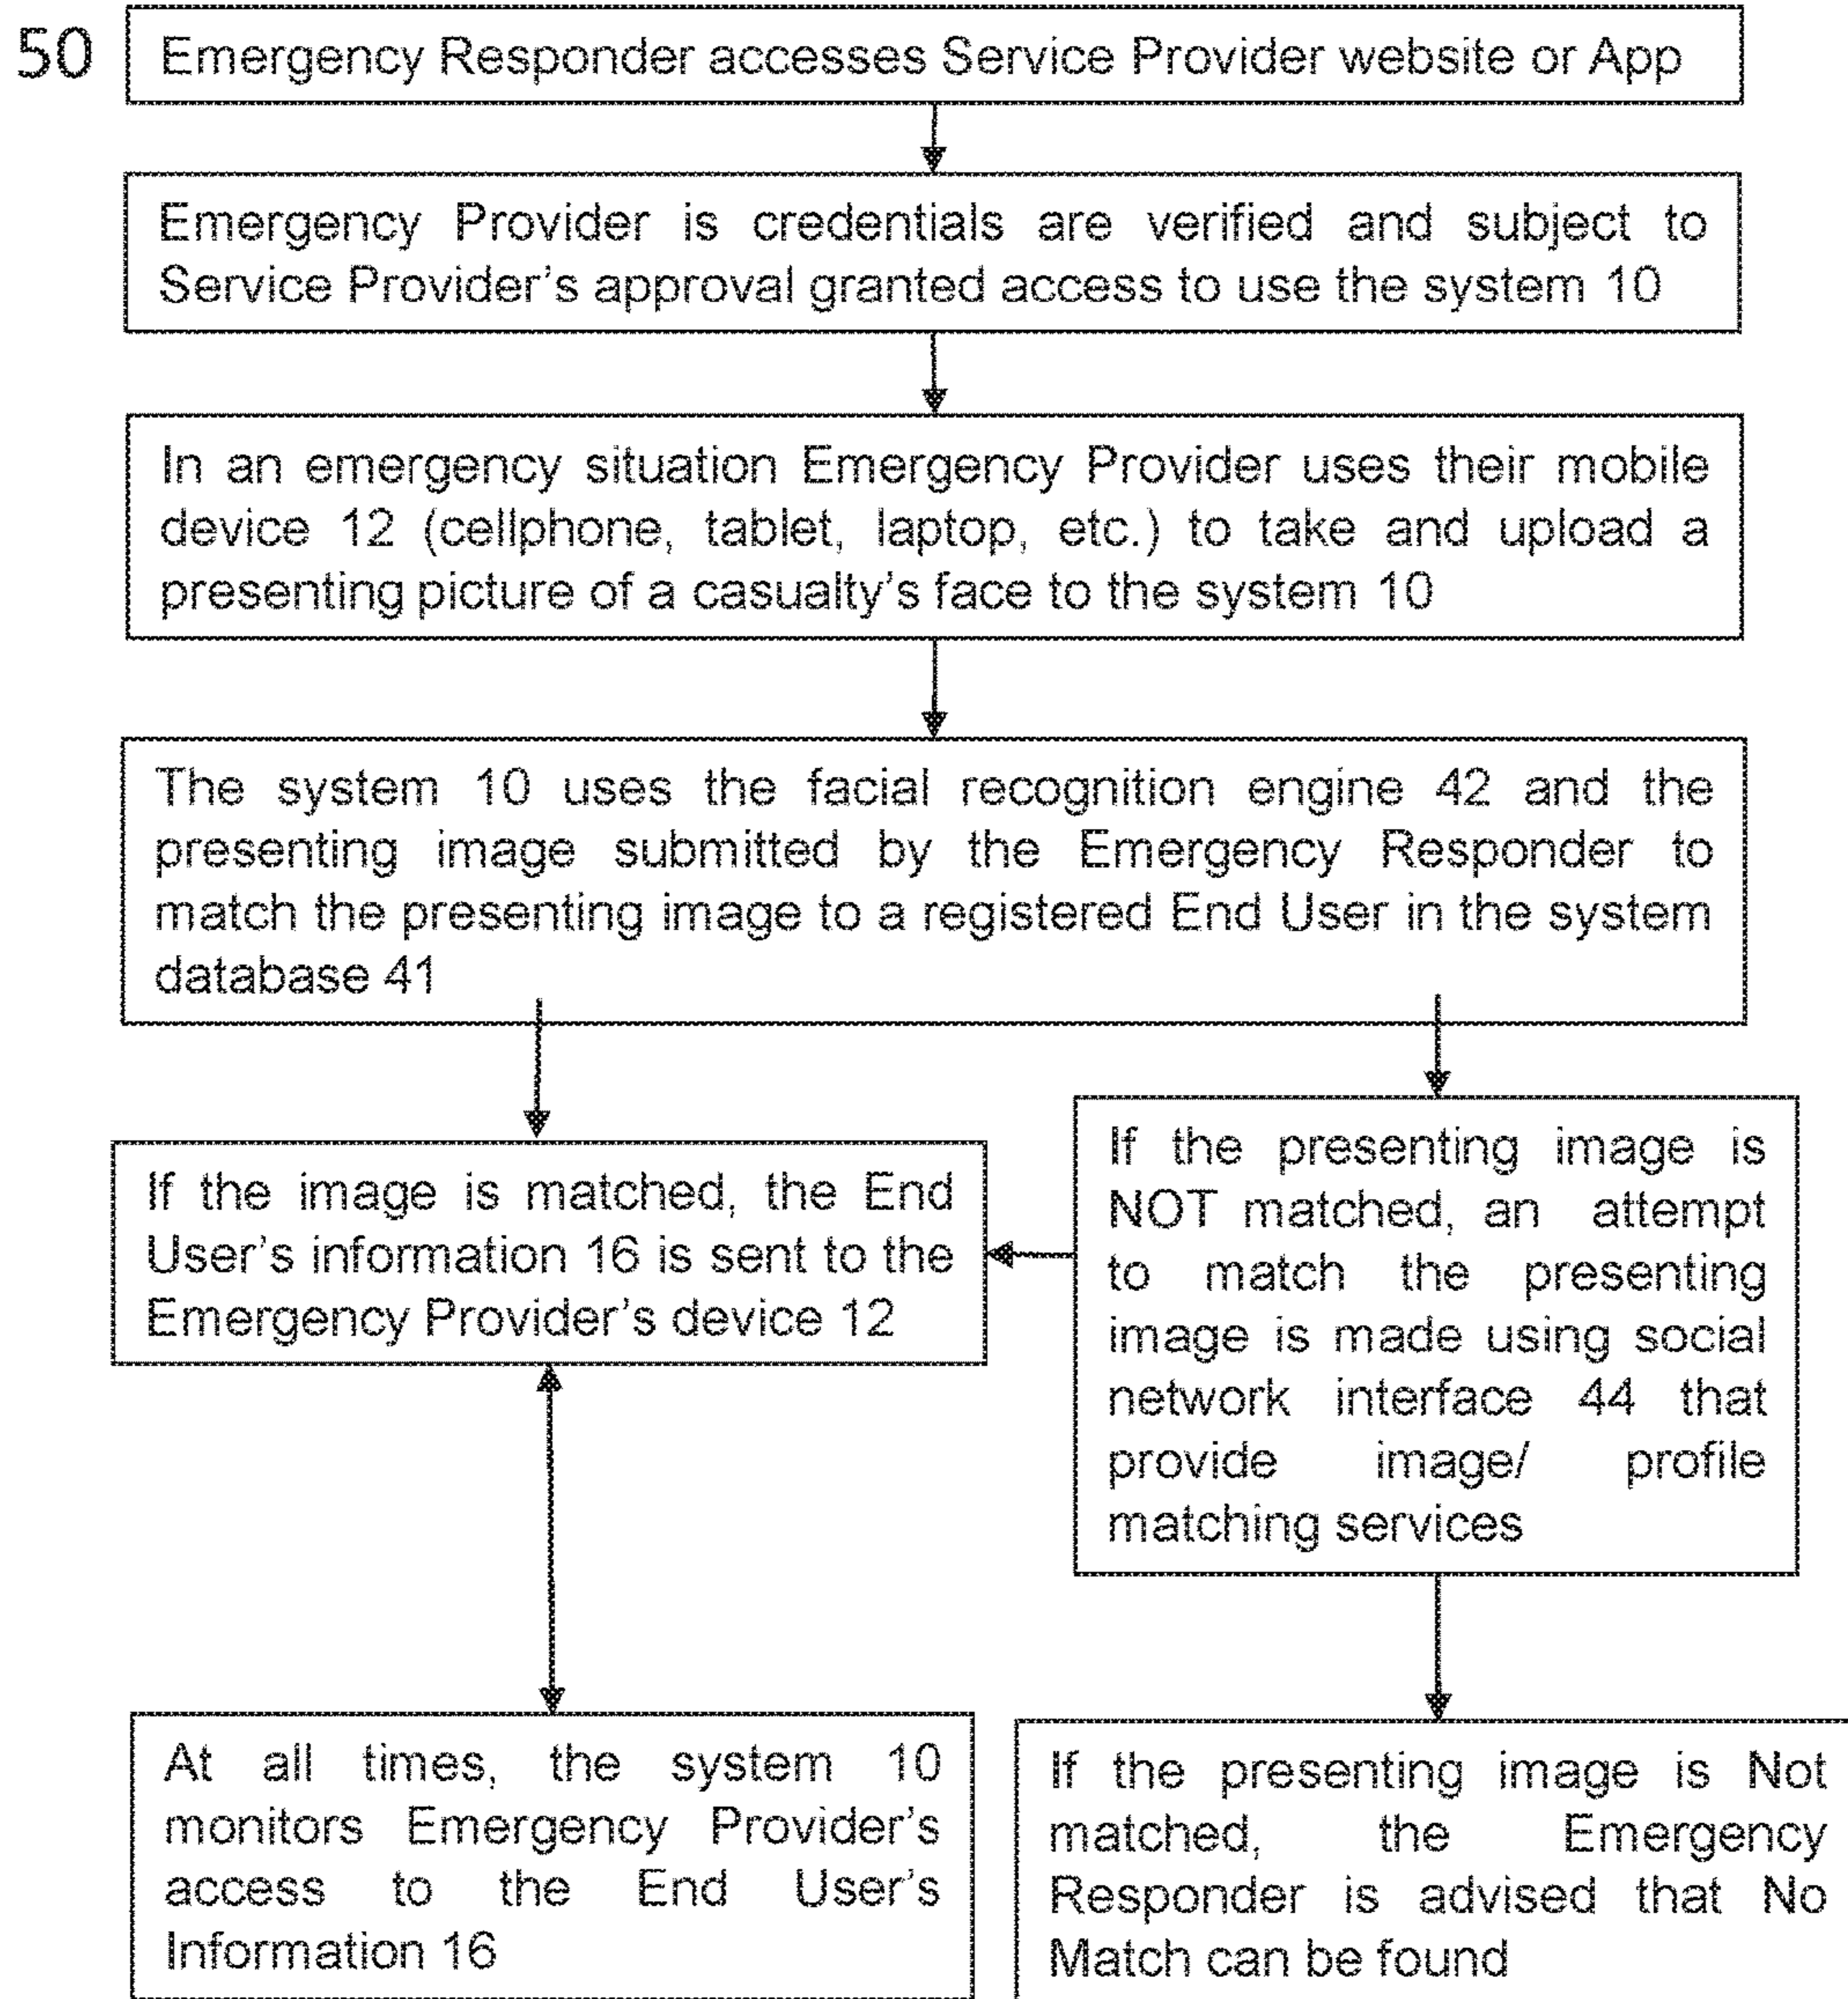 50
Emergency Responder accesses Service Provider website or App
Emergency Provider is credentials are verified and subject to
Service Provider's approval granted access to use the system 10
In an emergency situation Emergency Provider uses their mobile
device 12 (cellphone, tablet, laptop, etc.) to take and upload a
presenting picture of a casualty's face to the system 10
The system 10 uses the facial recognition engine 42 and the
presenting image submitted by the Emergency Responder to
match the presenting image to a registered End User in the system
database 41
If the image is matched, the End
User's information 16 is sent to the
Emergency Provider's device 12
If the presenting image is
NOT matched, an attempt
to match the presenting
image is made using social
network interface 44 that
provide image/ profile
matching services
At all times, the system 10
monitors Emergency Provider's
access to the End User's
Information 16
If the presenting image is Not
matched, the Emergency
Responder is advised that No
Match can be found